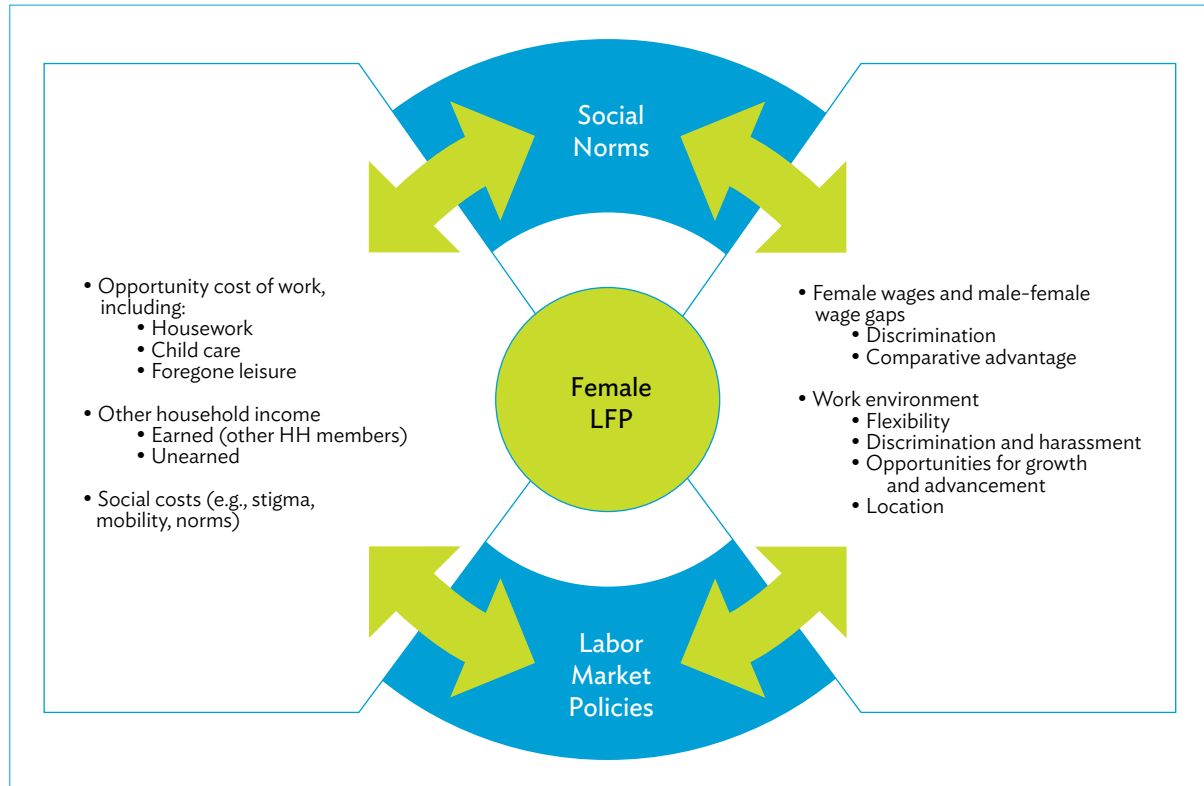 Social
Norms
• Opportunity cost of work,
including:
• Housework
• Child care
• Foregone leisure
• Other household income
• Earned (other HH members)
• Unearned
• Social costs (e.g., stigma,
mobility, norms)
Female
LFP
• Female wages and male–female
wage gaps
• Discrimination
• Comparative advantage
• Work environment
• Flexibility
• Discrimination and harassment
• Opportunities for growth
and advancement
• Location
Labor
Market
Policies